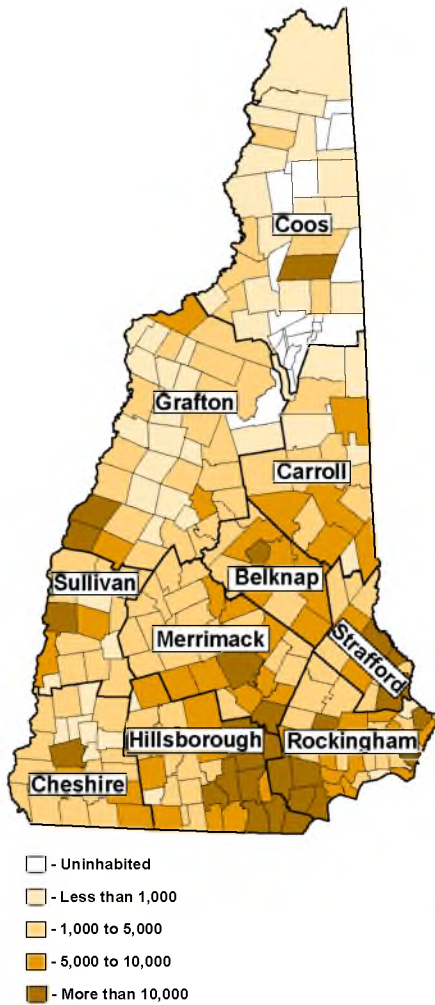 Coos
Grafton
Carroll
Sullivan
Belknap
Merrimack
Strafford
Hillsborough
Rockingham
Cheshire
- Uninhabited
- Less than 1,000
- 1,000 to 5,000
- 5,000 to 10,000
- More than 10,000